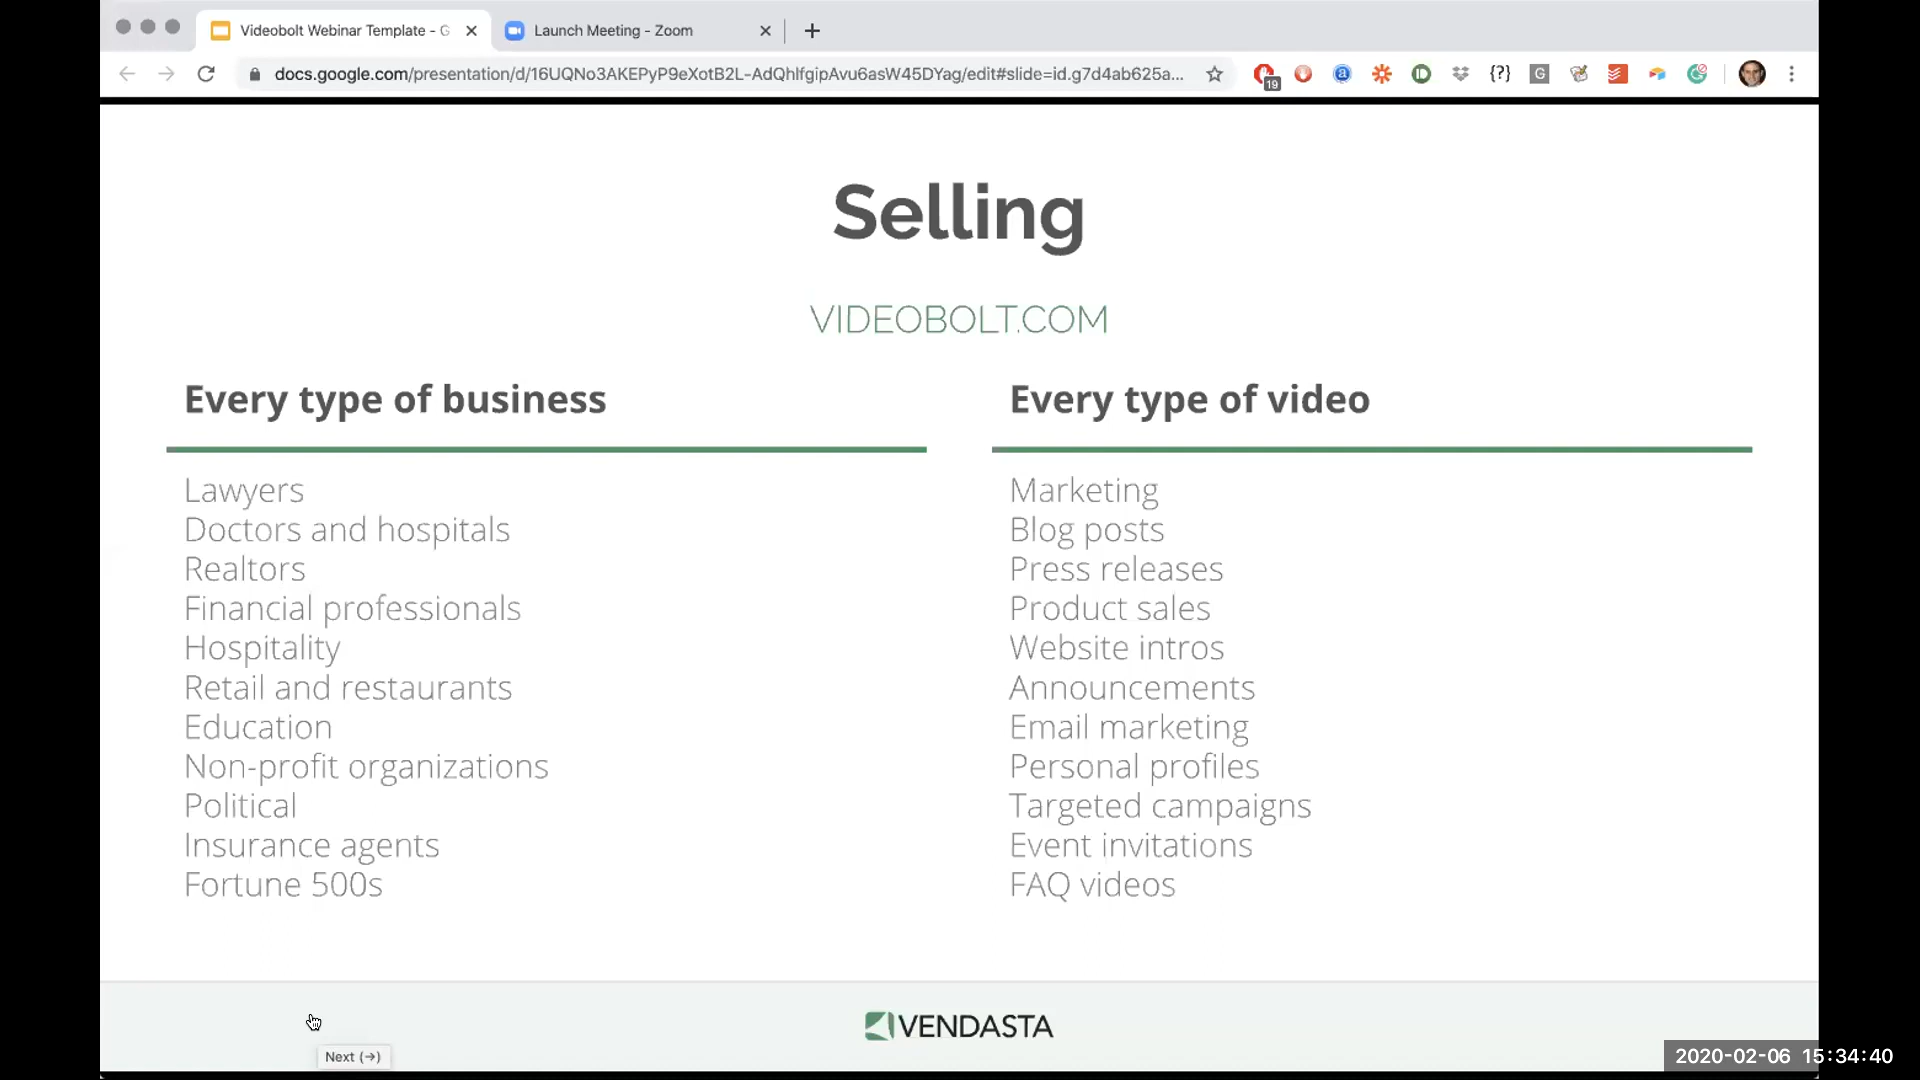 Videobolt Webinar Template - G
Launch Meeting - Zoom
docs.google.com/presentation/d/16UQNo3AKEPyP9eXotB2L-AdQhlfgipAvu6asW45DYag/edit#slide=id.g7d4ab625a...
19
{?}
G
Selling
VIDEOBOLT.COM
Every type of business
Lawyers
Doctors and hospitals
Realtors
Financial professionals
Hospitality
Retail and restaurants
Education
Non-profit organizations
Political
Insurance agents
Fortune 500s
Every type of video
Marketing
Blog posts
Press releases
Product sales
Website intros
Announcements
Email marketing
Personal profiles
Targeted campaigns
Event invitations
FAQ videos
VENDASTA
Next (→)
2020-02-06 15:34:40